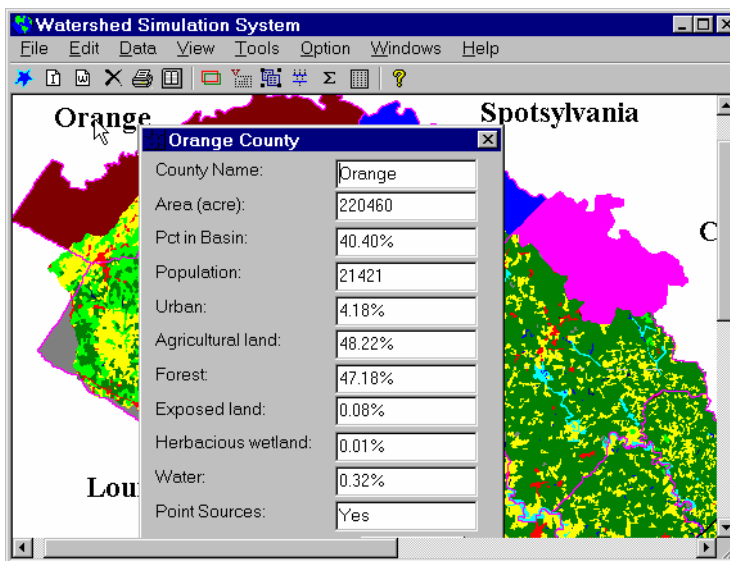 Watershed Simulation System
File Edit Data View Tools Option Windows Help
Orange
Spotsylvania
Orange County
County Name: Orange
Area (acre): 220460
Pct in Basin: 40.40%
C
Population: 21421
Urban: 4.18%
Agricultural land: 48.22%
Forest: 47.18%
Exposed land: 0.08%
Herbacious wetland: 0.01%
Water: 0.32%
Lou
Point Sources: Yes